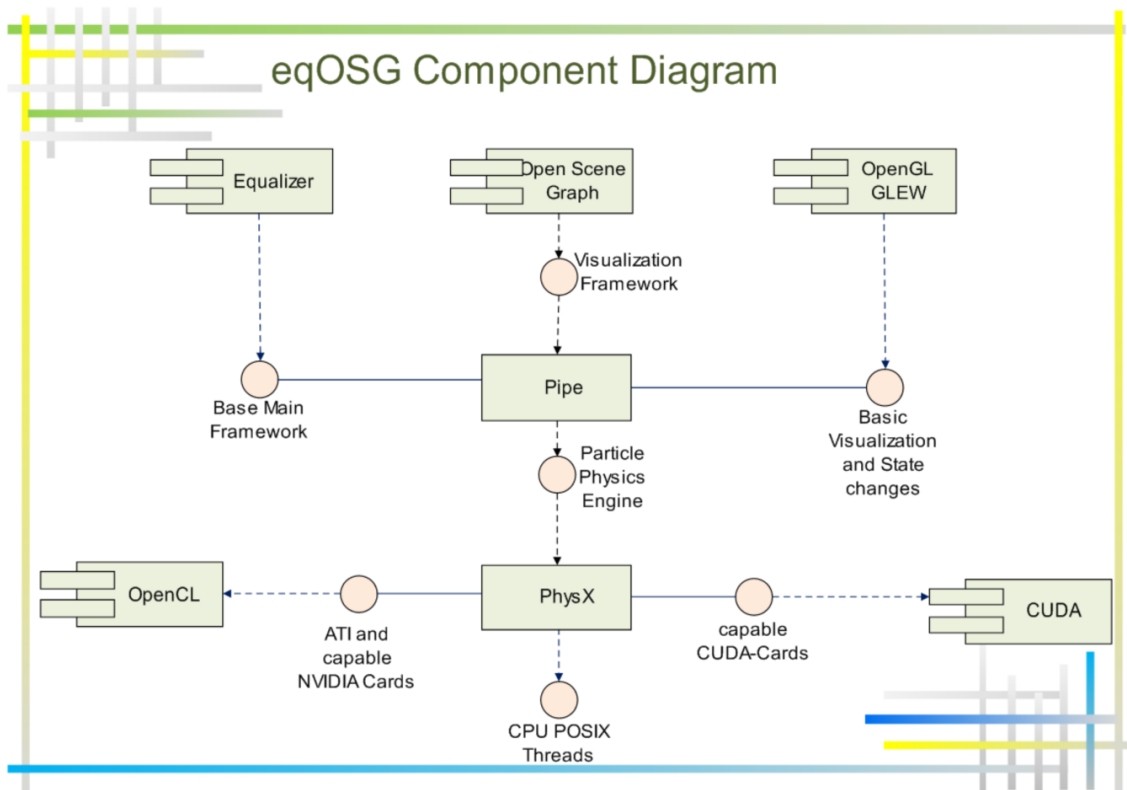 eqOSG Component Diagram
Equalizer
Open Scene
Graph
OpenGL
GLEW
Visualization
Framework
Pipe
Base Main
Framework
Basic
Visualization
and State
changes
Particle
Physics
Engine
OpenCL
PhysX
CUDA
ATI and
capable
NVIDIA Cards
capable
CUDA-Cards
CPU POSIX
Threads